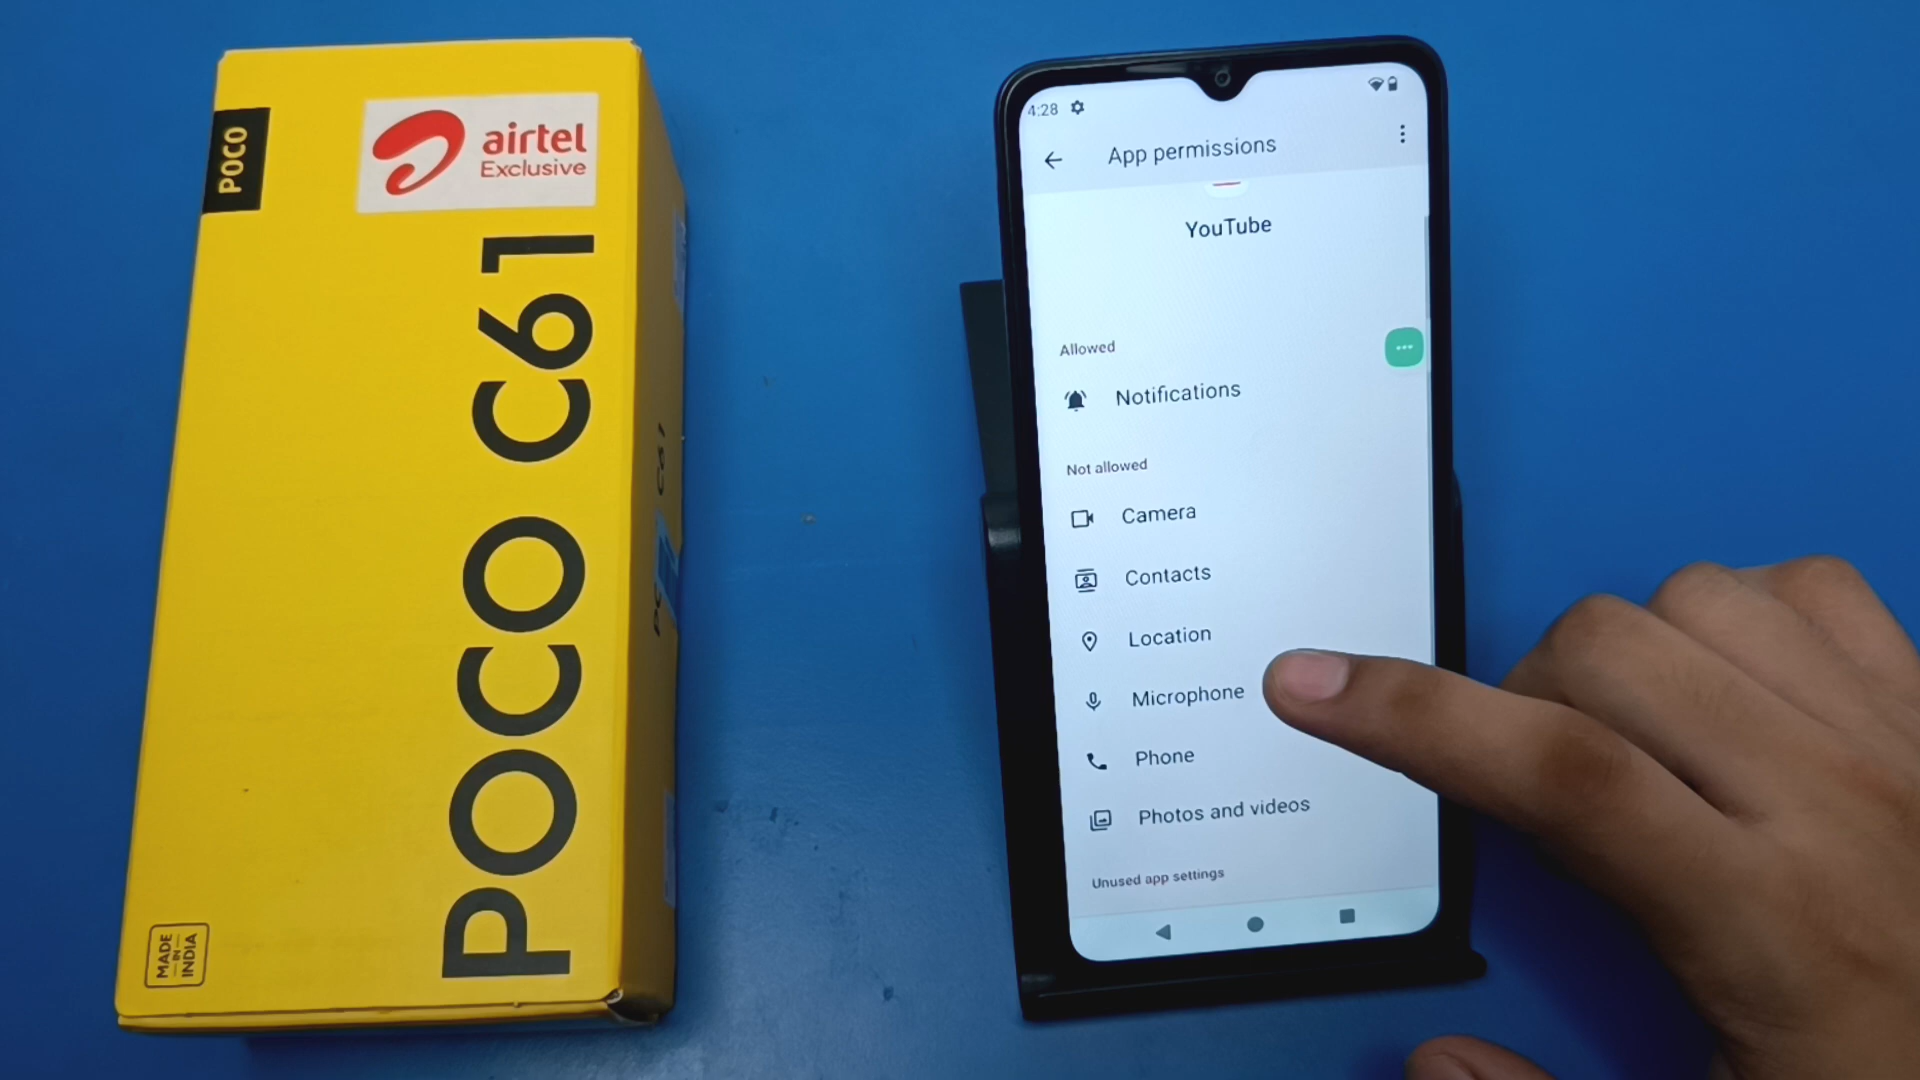 POCO
airtel
Exclusive
POCO C61
MADE
IN
INDIA
C61
4:28
App permissions
YouTube
Allowed
Notifications
Not allowed
Camera
Contacts
Location
Microphone
Phone
Photos and videos
Unused app settings